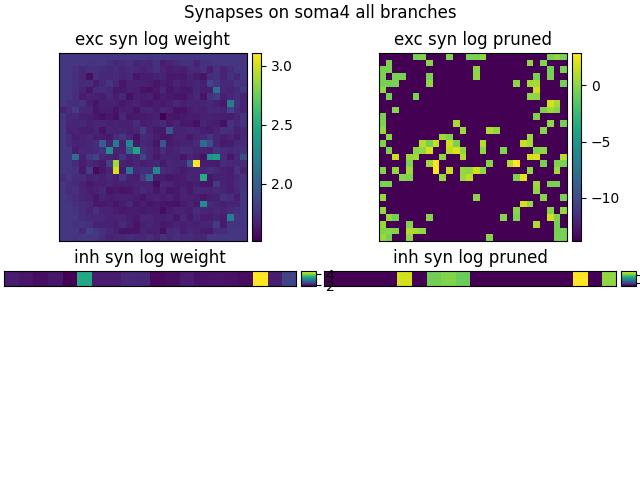 Synapses on soma4 all branches
exc syn log weight
exc syn log pruned
3.0
2.5
2.0
0
−5
−10
inh syn log weight
inh syn log pruned
2